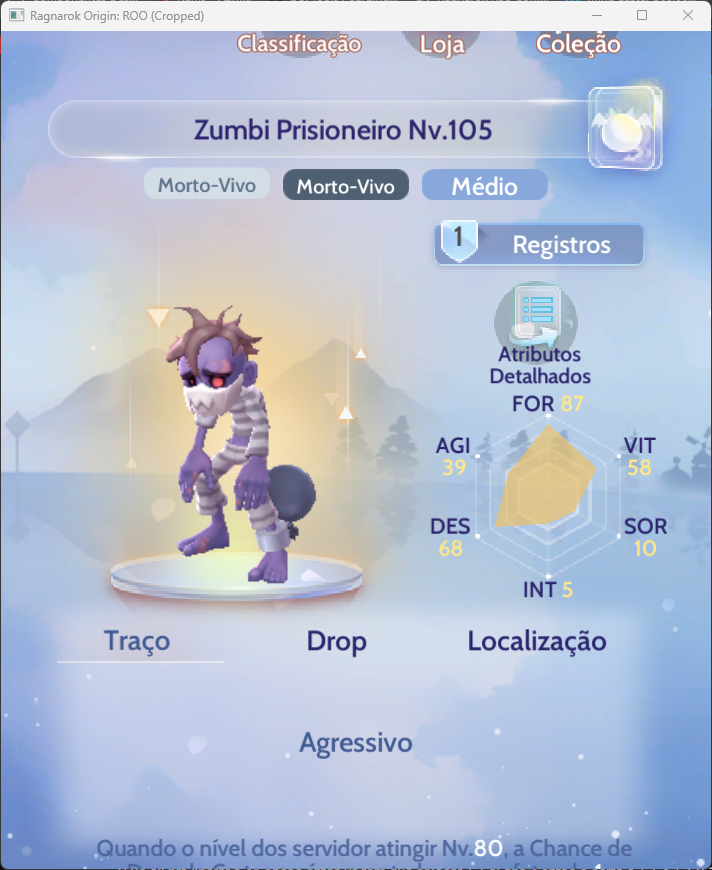 Ragnarok Origin: ROO (Cropped)
Classificação Loja Coleção
Zumbi Prisioneiro Nv.105
Morto-Vivo Morto-Vivo Médio
1 Registros
Atributos
Detalhados
FOR 87
AGI VIT
39 58
DES SOR
68 10
INT 5
Traço Drop Localização
Agressivo
Quando o nível dos servidor atingir Nv.80, a Chance de